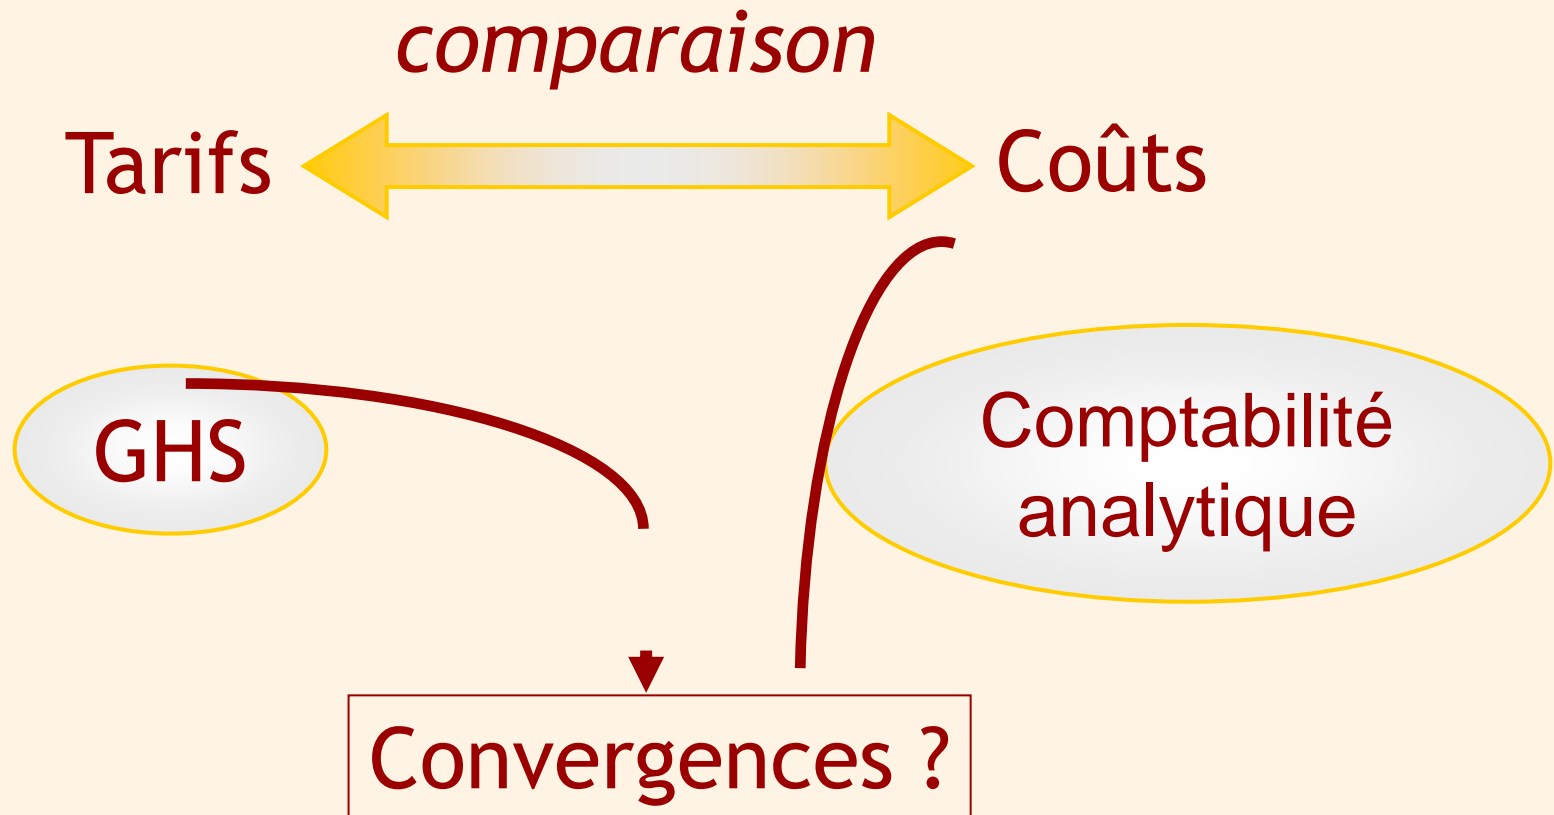 comparaison
Tarifs
Coûts
GHS
Comptabilité
analytique
Convergences ?